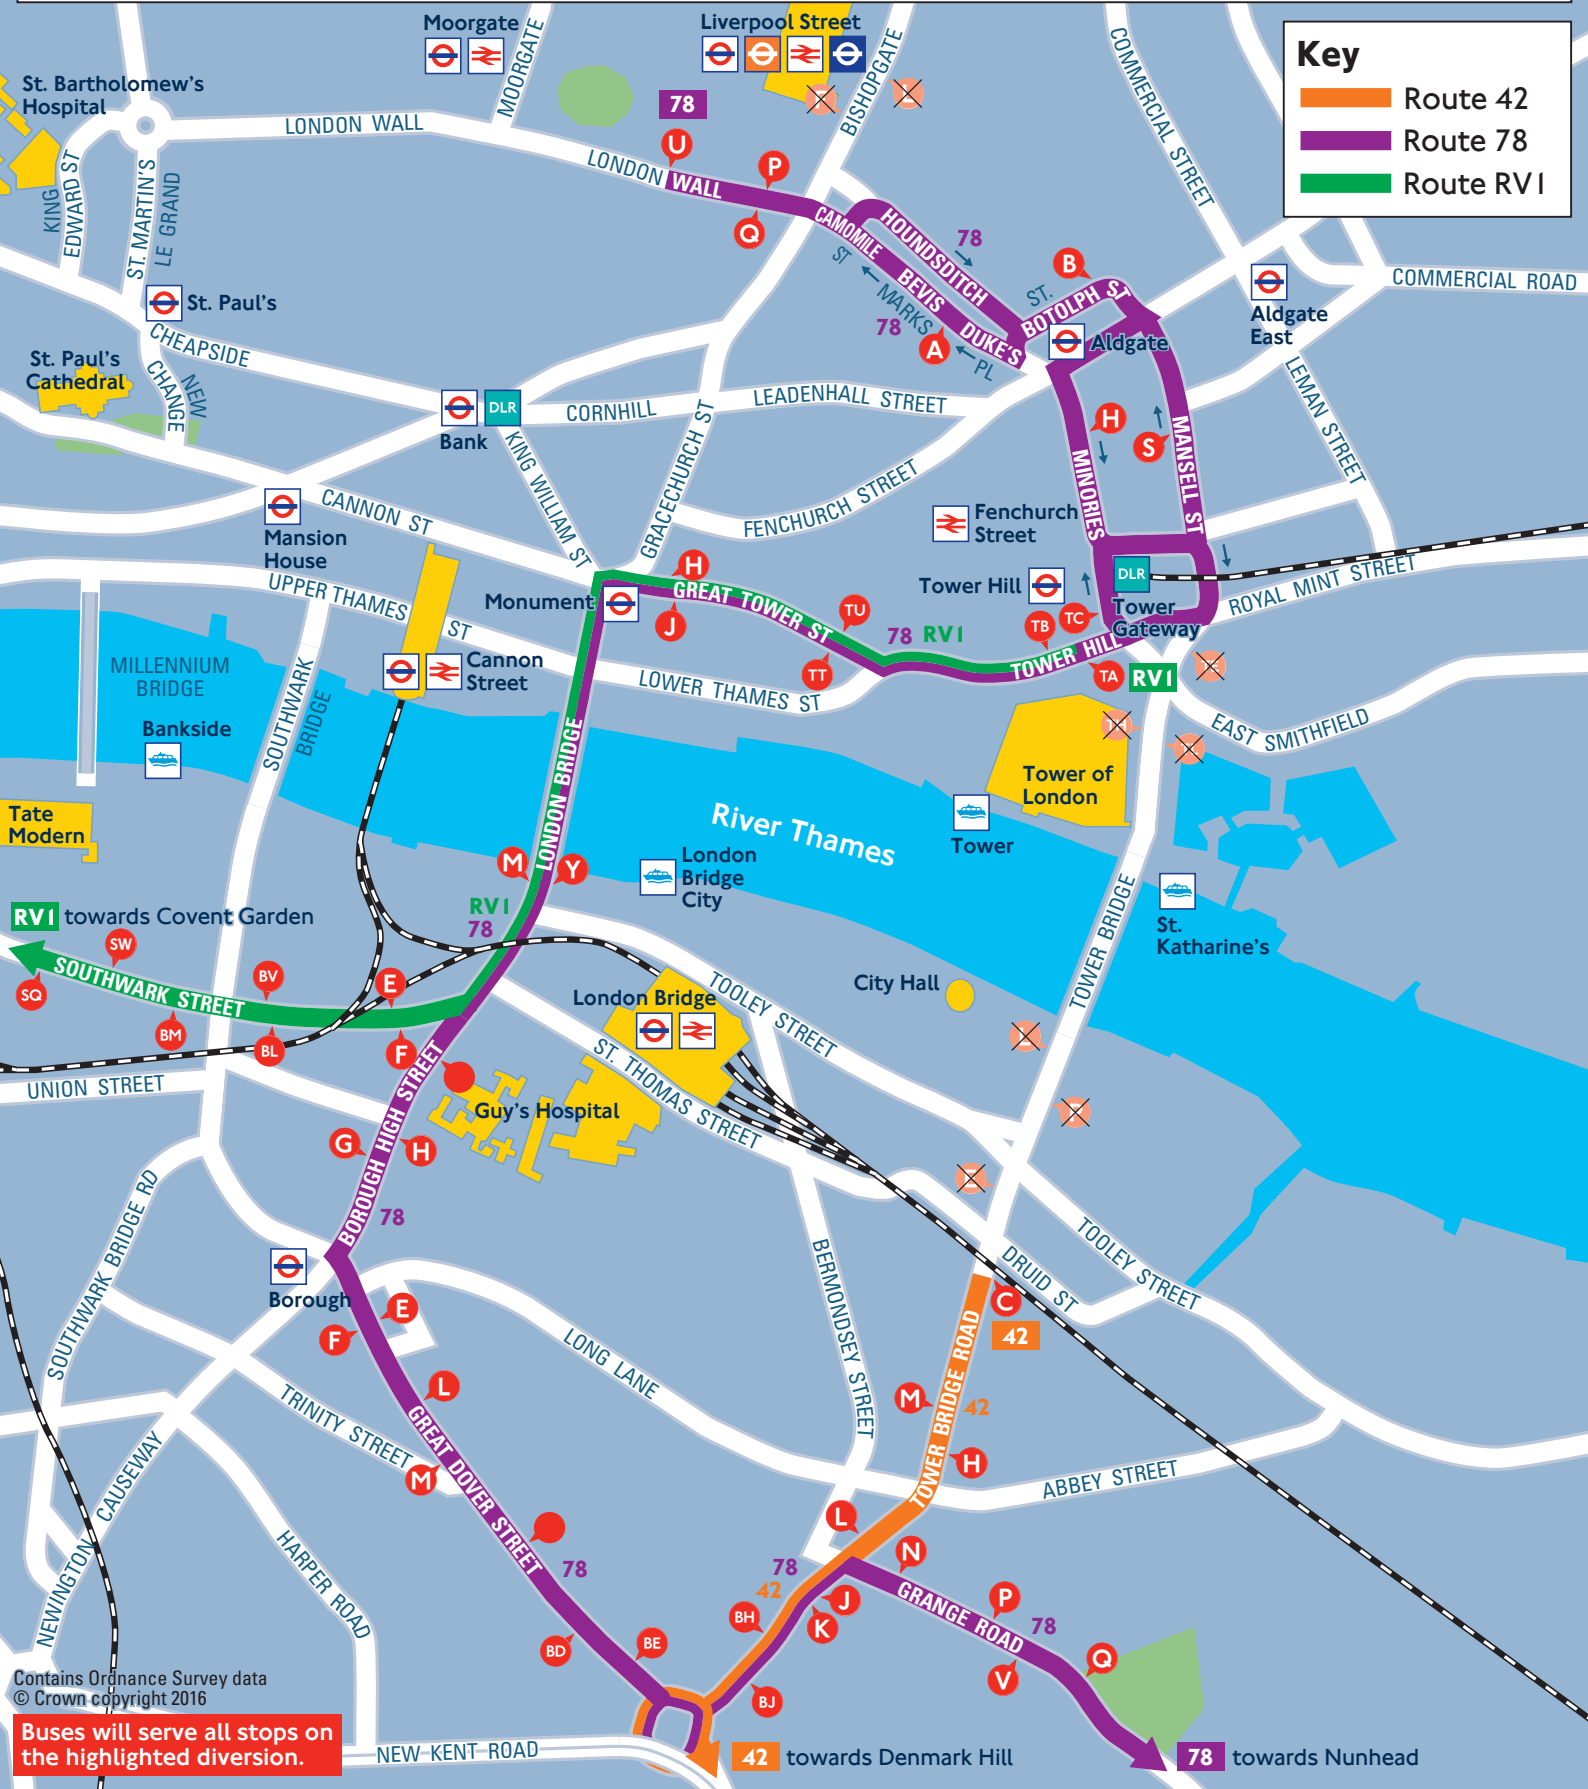 Key
Route 42
Route 78
Route RV1
Moorgate
Liverpool Street
MOORGATE
BISHOPGATE
COMMERCIAL STREET
St. Bartholomew's
Hospital
LONDON WALL
LONDON WALL
78
U
P
Q
KING
EDWARD ST
ST. MARTIN'S
LE GRAND
CAMOMILE
ST
HOUNDSDITCH
78
BEVIS
MARKS
78
A
DUKE'S
PL
B
ST.
BOTOLPH ST
Aldgate
Aldgate
East
COMMERCIAL ROAD
St. Paul's
CHEAPSIDE
St. Paul's
Cathedral
NEW
CHANGE
DLR
Bank
CORNHILL
LEADENHALL STREET
LEMAN STREET
H
S
MINORIES
MANSELL ST
KING WILLIAM ST
GRACECHURCH ST
FENCHURCH STREET
Fenchurch
Street
Mansion
House
CANNON ST
Tower Hill
DLR
Tower
Gateway
ROYAL MINT STREET
UPPER THAMES
ST
Monument
H
GREAT TOWER ST
J
TU
TT
78 RV1
TB
TC
TOWER HILL
TA
RV1
Cannon
Street
LOWER THAMES ST
EAST SMITHFIELD
MILLENNIUM
BRIDGE
SOUTHWARK
BRIDGE
Bankside
Tate
Modern
LONDON BRIDGE
River Thames
TH
Tower of
London
Tower
M
Y
London
Bridge
City
St.
Katharine's
TOWER BRIDGE
RV1
78
RV1 towards Covent Garden
SW
SQ
SOUTHWARK STREET
BV
BM
BL
E
F
London Bridge
City Hall
TOOLEY STREET
ST. THOMAS STREET
UNION STREET
Guy's Hospital
BOROUGH HIGH STREET
G
H
78
SOUTHWARK BRIDGE RD
Borough
E
F
L
TOOLEY STREET
DRUID ST
BERMONDSEY STREET
LONG LANE
C
42
TOWER BRIDGE ROAD
M
42
H
ABBEY STREET
TRINITY STREET
M
GREAT DOVER STREET
NEWINGTON CAUSEWAY
HARPER ROAD
78
L
N
78
42
BH
J
K
GRANGE ROAD
P
78
V
Q
BD
BE
BJ
Contains Ordnance Survey data
© Crown copyright 2016
Buses will serve all stops on
the highlighted diversion.
NEW KENT ROAD
42 towards Denmark Hill
78 towards Nunhead